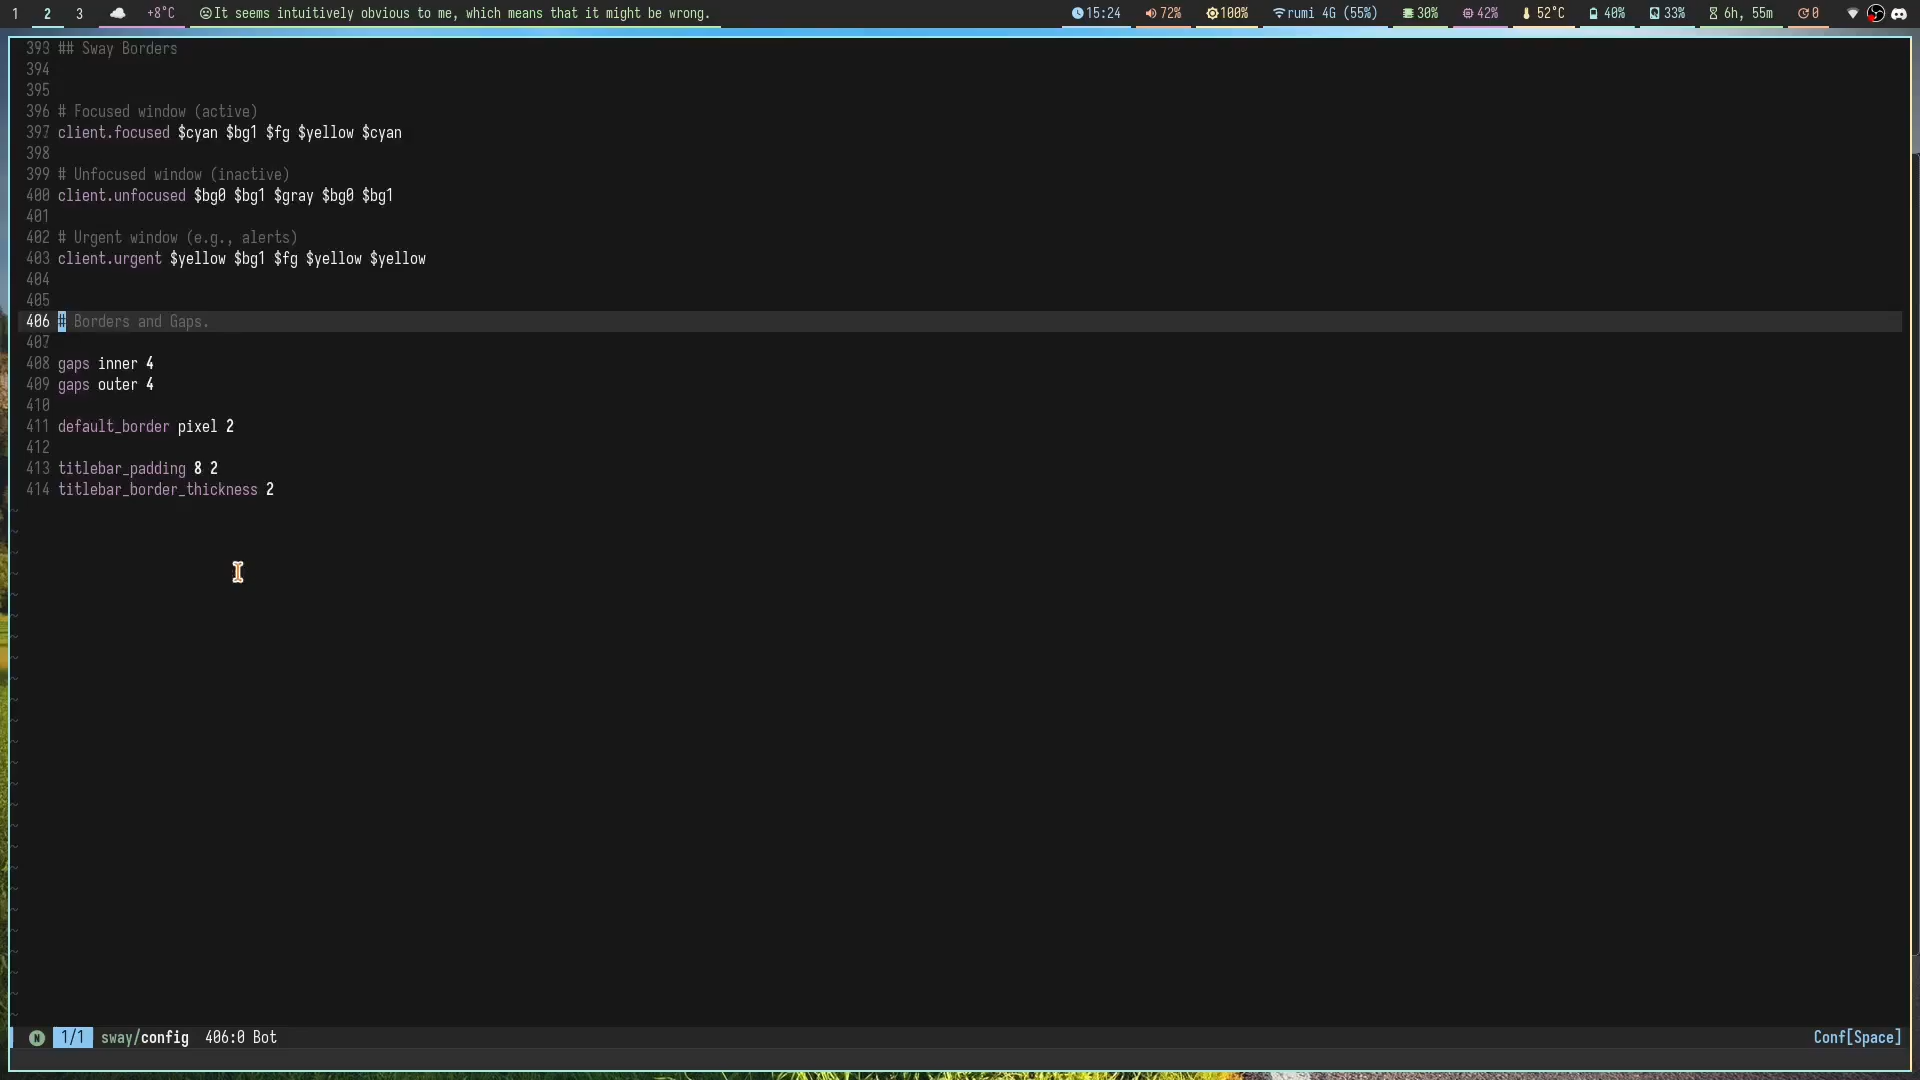 1 2 3 +8°C It seems intuitively obvious to me, which means that it might be wrong. 15:24 72% 100% rumi 4G (55%) 30% 42% 52°C 40% 33% 6h, 55m 0
393 ## Sway Borders
394
395
396 # Focused window (active)
397 client.focused $cyan $bg1 $fg $yellow $cyan
398
399 # Unfocused window (inactive)
400 client.unfocused $bg0 $bg1 $gray $bg0 $bg1
401
402 # Urgent window (e.g., alerts)
403 client.urgent $yellow $bg1 $fg $yellow $yellow
404
405
406 # Borders and Gaps.
407
408 gaps inner 4
409 gaps outer 4
410
411 default_border pixel 2
412
413 titlebar_padding 8 2
414 titlebar_border_thickness 2
N 1/1 sway/config 406:0 Bot Conf[Space]